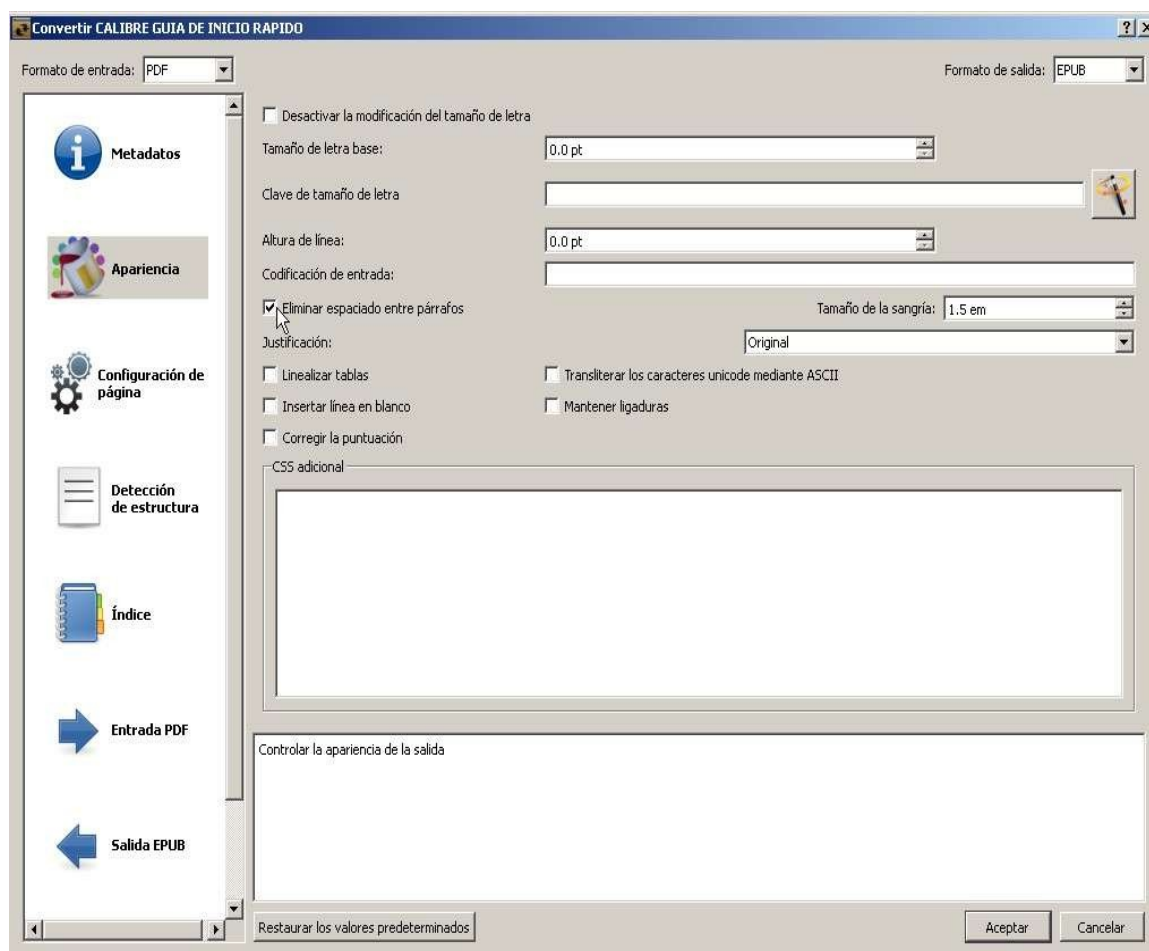 Convertir CALIBRE GUIA DE INICIO RAPIDO
Formato de entrada: PDF
Formato de salida: EPUB
Metadatos
Apariencia
Configuración de
página
Detección
de estructura
Índice
Entrada PDF
Salida EPUB
Desactivar la modificación del tamaño de letra
Tamaño de letra base: 0.0 pt
Clave de tamaño de letra
Altura de línea: 0.0 pt
Codificación de entrada:
Eliminar espaciado entre párrafos
Tamaño de la sangría: 1.5 em
Justificación: Original
Linealizar tablas
Transliterar los caracteres unicode mediante ASCII
Insertar línea en blanco
Mantener ligaduras
Corregir la puntuación
CSS adicional
Controlar la apariencia de la salida
Restaurar los valores predeterminados
Aceptar
Cancelar